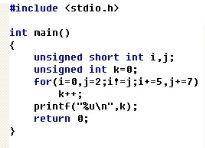 #include <stdio.h>
int main()
{
unsigned short int i,j;
unsigned int k=0;
for(i=0,j=2;i!=j;i+=5,j+=7)
k++;
printf("%u\n",k);
return 0;
}